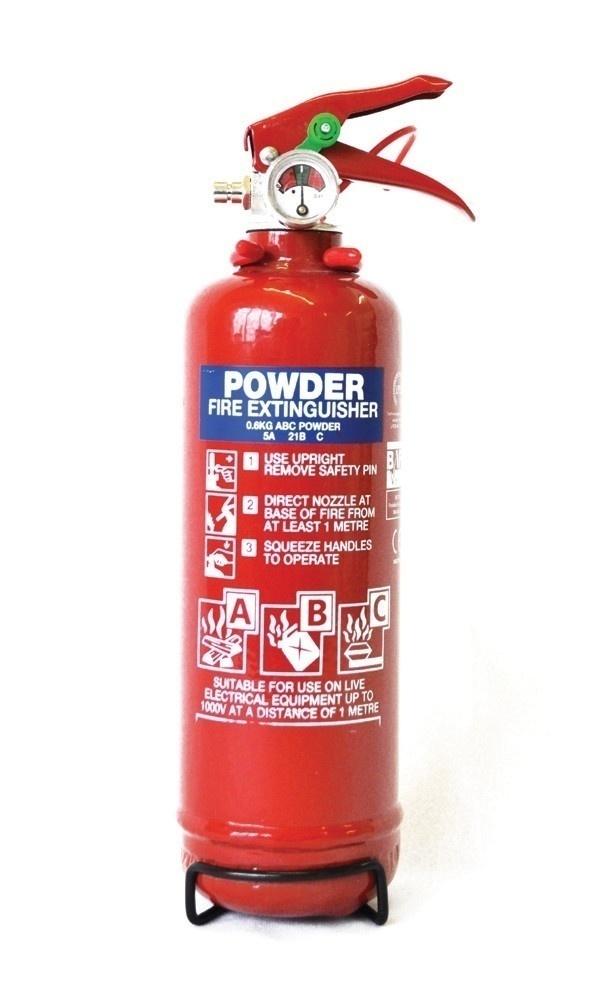 POWDER
FIRE EXTINGUISHER
0.6KG ABC POWDER
5A 21B C
1 USE UPRIGHT
REMOVE SAFETY PIN
2 DIRECT NOZZLE AT
BASE OF FIRE FROM
AT LEAST 1 METRE
3 SQUEEZE HANDLES
TO OPERATE
A B C
SUITABLE FOR USE ON LIVE
ELECTRICAL EQUIPMENT UP TO
1000V AT A DISTANCE OF 1 METRE